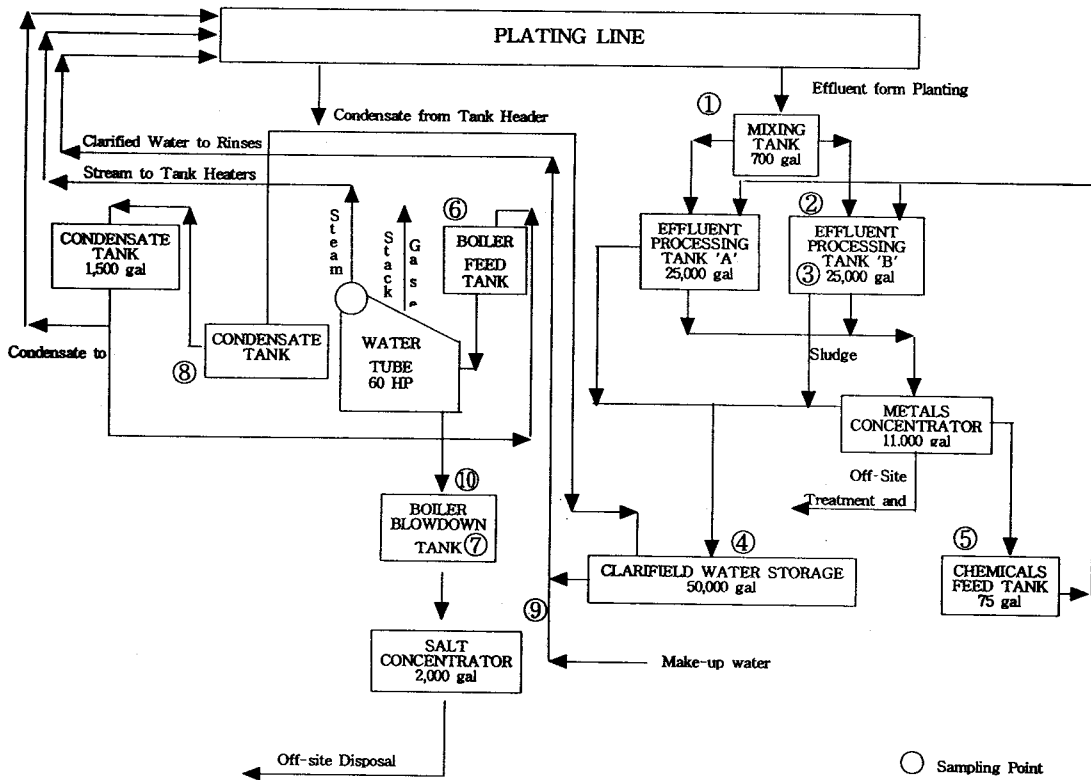 PLATING LINE
Effluent form Planting
①
MIXING
TANK
700 gal
Condensate from Tank Header
Clarified Water to Rinses
Stream to Tank Heaters
CONDENSATE
TANK
1,500 gal
Steam
Stack
Gase
⑥
BOILER
FEED
TANK
EFFLUENT
PROCESSING
TANK 'A'
25,000 gal
②
EFFLUENT
PROCESSING
TANK 'B'
③ 25,000 gal
Condensate to
⑧
CONDENSATE
TANK
WATER
TUBE
60 HP
Sludge
METALS
CONCENTRATOR
11.000 gal
Off-Site
Treatment and
⑩
BOILER
BLOWDOWN
TANK ⑦
④
CLARIFIELD WATER STORAGE
50,000 gal
⑤
CHEMICALS
FEED TANK
75 gal
⑨
SALT
CONCENTRATOR
2,000 gal
Make-up water
Off-site Disposal
Sampling Point